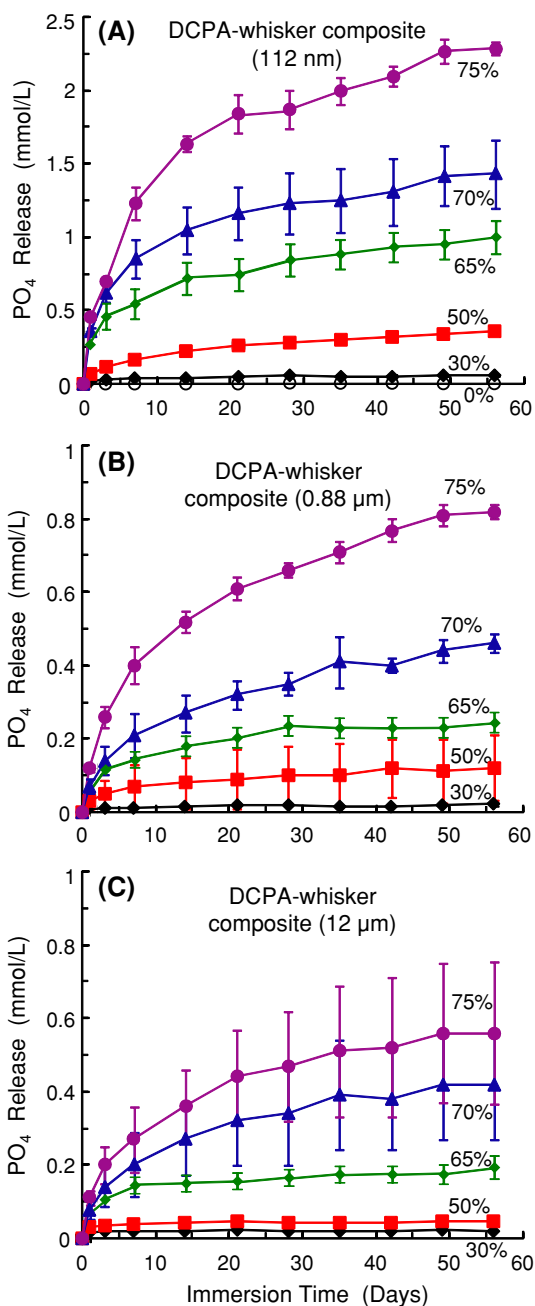 (A)
DCPA-whisker composite
(112 nm)
PO₄ Release (mmol/L)
2.5
2
1.5
1
0.5
0
75%
70%
65%
50%
30%
0%
0 10 20 30 40 50 60
(B)
DCPA-whisker
composite (0.88 µm)
PO₄ Release (mmol/L)
1
0.8
0.6
0.4
0.2
0
75%
70%
65%
50%
30%
0 10 20 30 40 50 60
(C)
DCPA-whisker
composite (12 µm)
PO₄ Release (mmol/L)
1
0.8
0.6
0.4
0.2
0
75%
70%
65%
50%
30%
0 10 20 30 40 50 60
Immersion Time (Days)